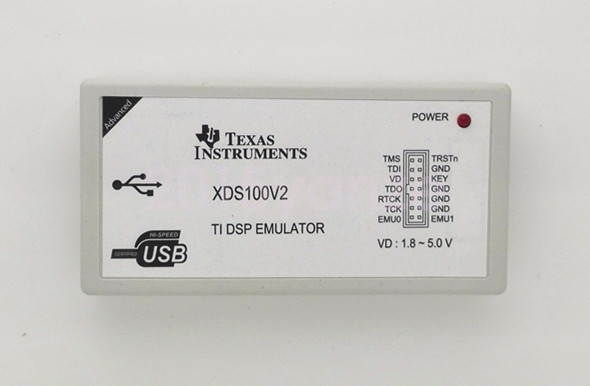 Advanced
POWER
TEXAS
INSTRUMENTS
XDS100V2
TI DSP EMULATOR
HI-SPEED
CERTIFIED
USB
TMS TRSTn
TDI GND
VD KEY
TDO GND
RTCK GND
TCK GND
EMU0 EMU1
VD : 1.8 ~ 5.0 V